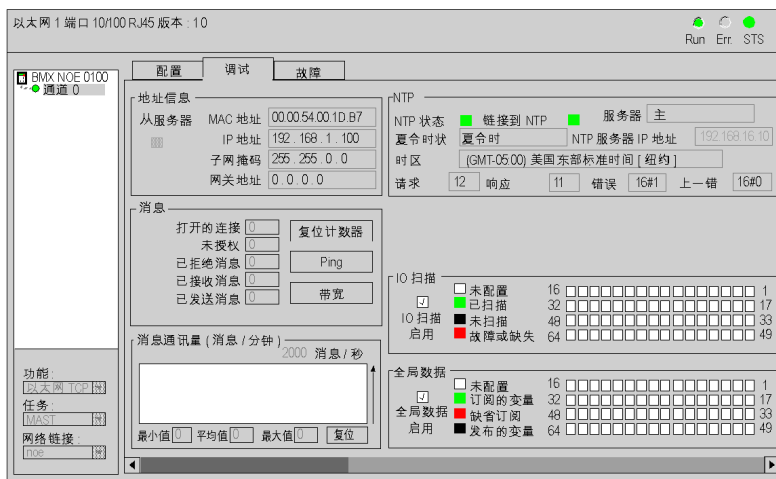 以太网 1 端口 10/100 RJ45 版本 : 1 0
Run Err. STS
BMX NOE 0100
通道 0
配置 调试 故障
地址信息
从服务器 MAC 地址 00.00.54.00.1D.B7
IP 地址 192 . 168 . 1 . 100
子网掩码 255 . 255 . 0 . 0
网关地址 0 . 0 . 0 . 0
NTP
NTP 状态 链接到 NTP 服务器 主
夏令时状 夏令时 NTP 服务器 IP 地址 192.168.16.10
时区 (GMT-05:00) 美国东部标准时间 [ 纽约 ]
请求 12 响应 11 错误 16#1 上一错 16#0
消息
打开的连接 0 复位计数器
未授权 0
已拒绝消息 0 Ping
已接收消息 0
已发送消息 0 带宽
IO 扫描
IO 扫描
启用
未配置 16 1
已扫描 32 17
未扫描 48 33
故障或缺失 64 49
消息通讯量 ( 消息 / 分钟 )
2000 消息 / 秒
最小值 0 平均值 0 最大值 0 复位
全局数据
全局数据
启用
未配置 16 1
订阅的变量 32 17
缺省订阅 48 33
发布的变量 64 49
功能:
以太网 TCP
任务:
MAST
网络链接:
noe